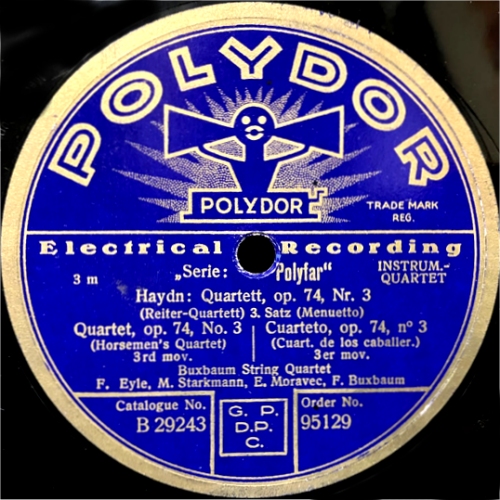 POLYDOR
POLYDOR
TRADE MARK
REG.
Electrical Recording
3 m
„Serie: Polyfar“
INSTRUM.-
QUARTET
Haydn: Quartett, op. 74, Nr. 3
(Reiter-Quartett) 3. Satz (Menuetto)
Quartet, op. 74, No. 3
(Horsemen's Quartet)
3rd mov.
Cuarteto, op. 74, n° 3
(Cuart. de los caballer.)
3er mov.
Buxbaum String Quartet
F. Eyle, M. Starkmann, E. Moravec, F. Buxbaum
Catalogue No.
B 29243
G. P.
D.P.
C.
Order No.
95129